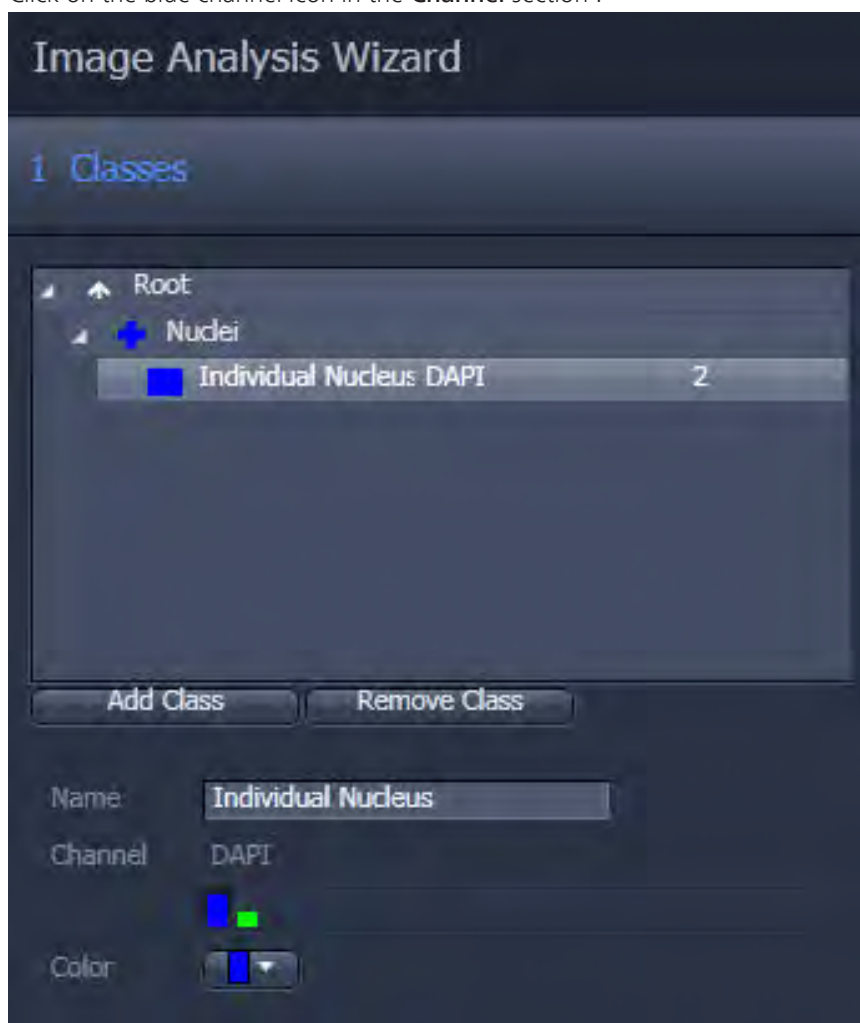 Click on the blue channel icon in the Channel section .
Image Analysis Wizard
1 Classes
Root
Nuclei
Individual Nucleus DAPI 2
Add Class Remove Class
Name Individual Nucleus
Channel DAPI
Color